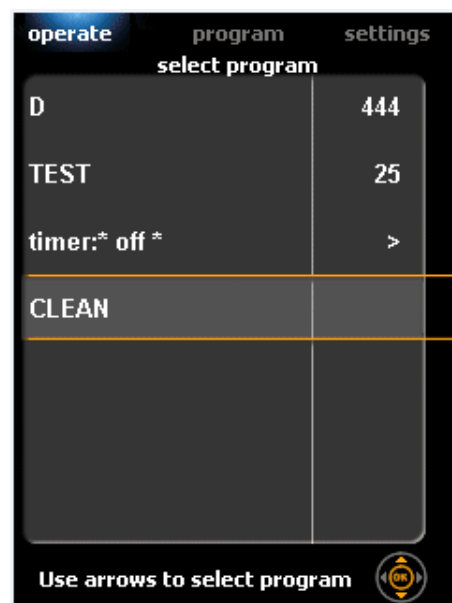 operate program settings
select program
D 444
TEST 25
timer:* off * >
CLEAN
Use arrows to select program OK